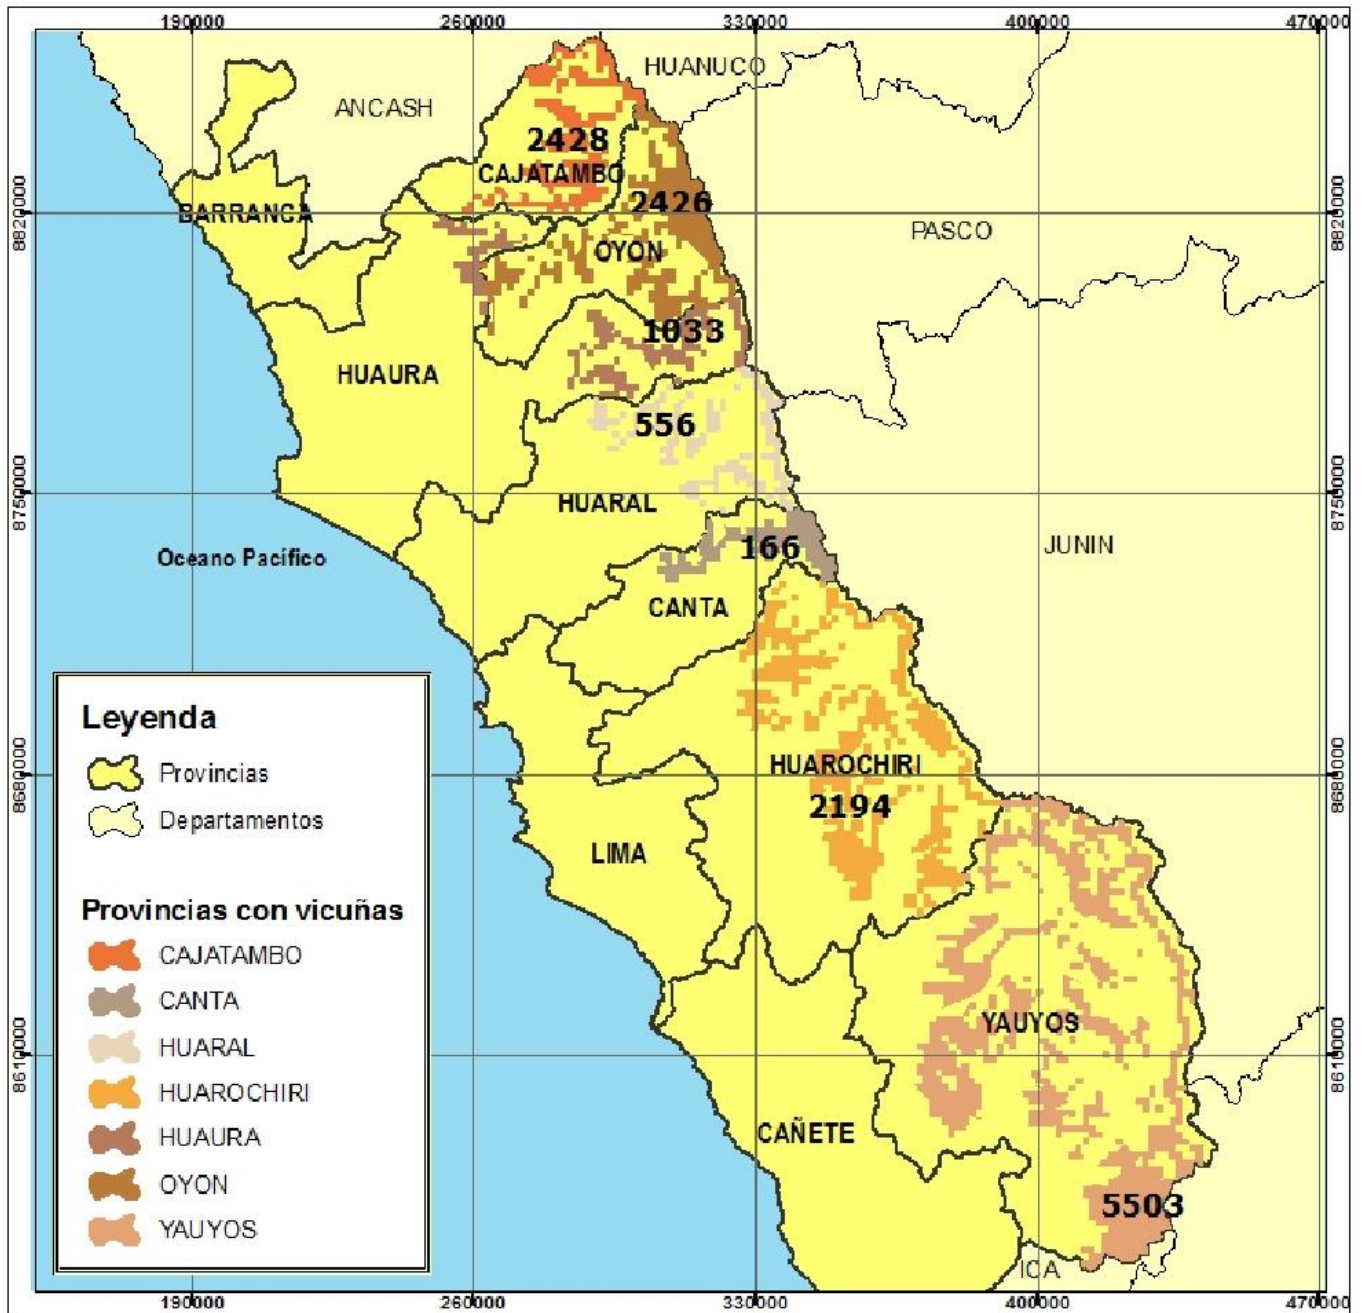 190000 260000 330000 400000 470000
HUANUCO
ANCASH
2428
CAJATAMBO
2426
8820000 8820000
BARRANCA
PASCO
OYON
1033
HUAURA
556
8750000 8750000
HUARAL
166
JUNIN
Oceano Pacífico
CANTA
HUAROCHIRI
8680000 8680000
2194
LIMA
YAUYOS
8610000 8610000
CAÑETE
5503
ICA
Leyenda
Provincias
Departamentos
Provincias con vicuñas
CAJATAMBO
CANTA
HUARAL
HUAROCHIRI
HUAURA
OYON
YAUYOS
190000 260000 330000 400000 470000